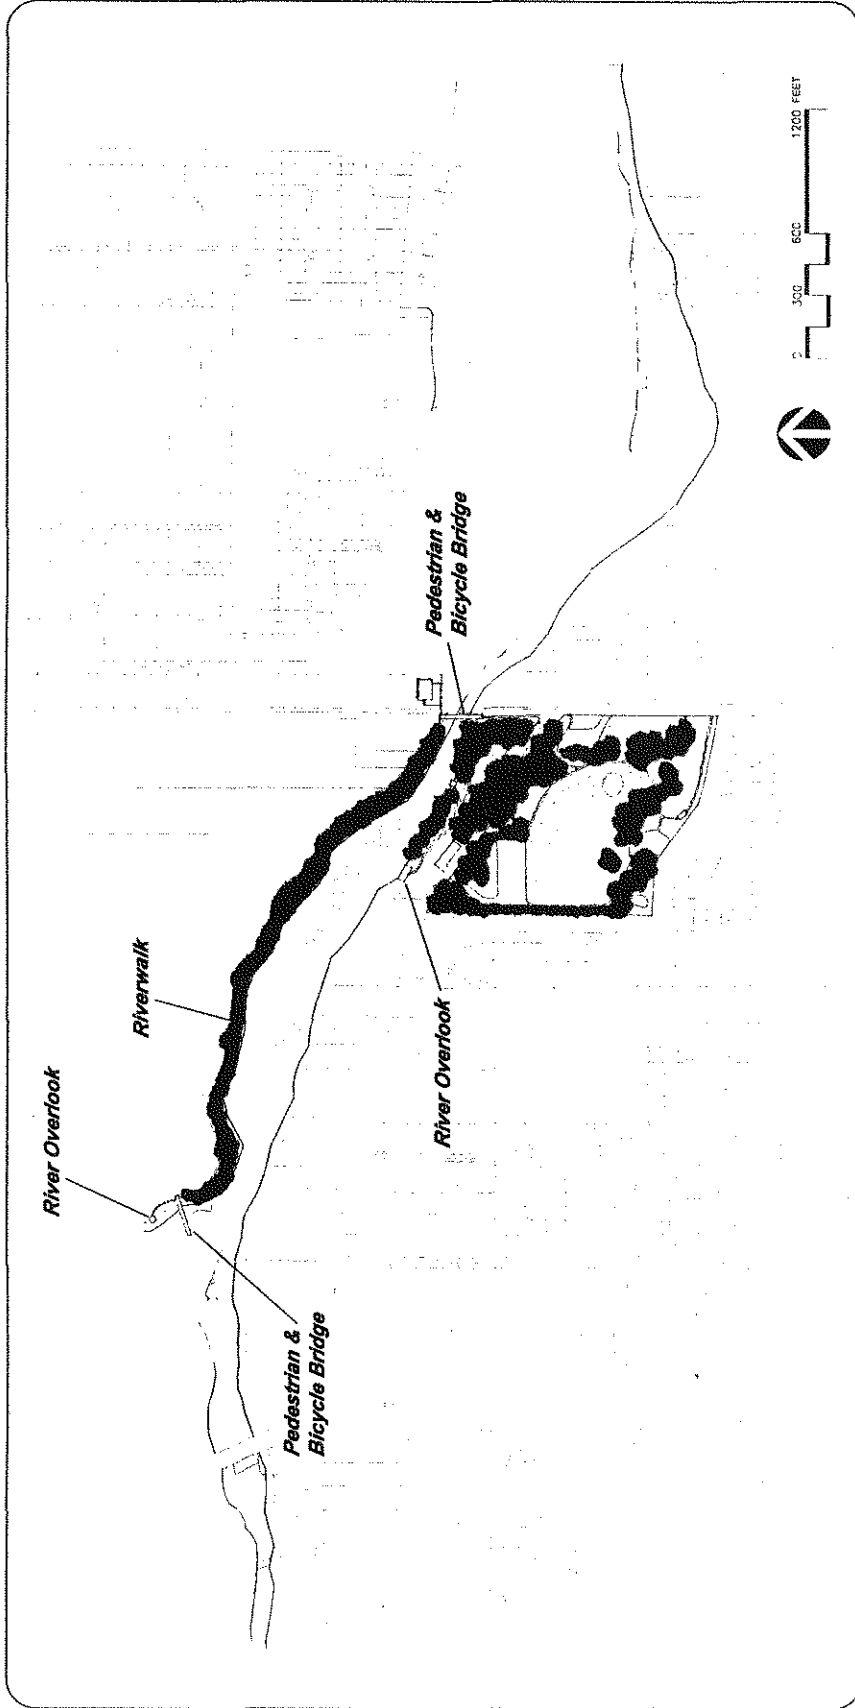 River Overlook
Riverwalk
Pedestrian &
Bicycle Bridge
River Overlook
Pedestrian &
Bicycle Bridge
0 300 600 1200 FEET